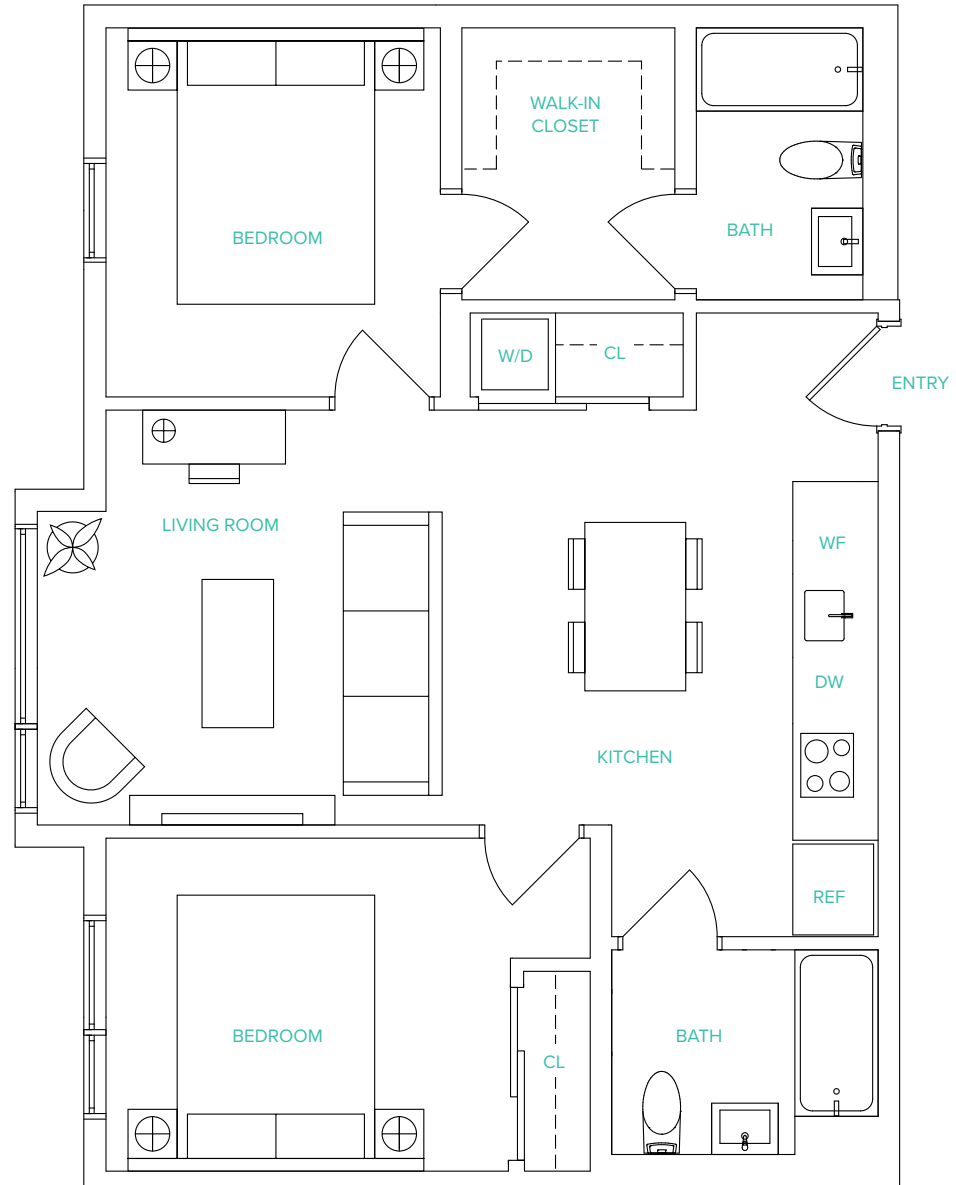 WALK-IN
CLOSET
BEDROOM
BATH
W/D
CL
ENTRY
LIVING ROOM
WF
DW
KITCHEN
REF
BEDROOM
BATH
CL